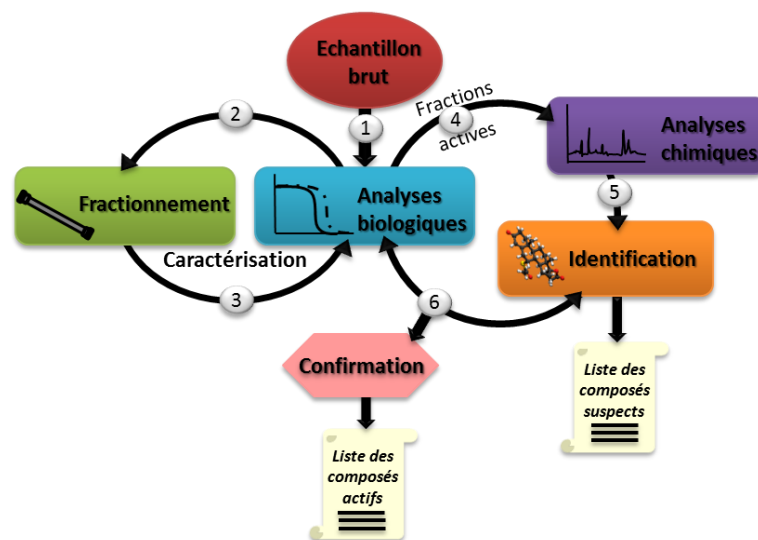 Echantillon
brut
1
2
Fractions
4
actives
Analyses
chimiques
Fractionnement
Analyses
biologiques
5
Caractérisation
Identification
3
6
Confirmation
Liste des
composés
suspects
Liste des
composés
actifs